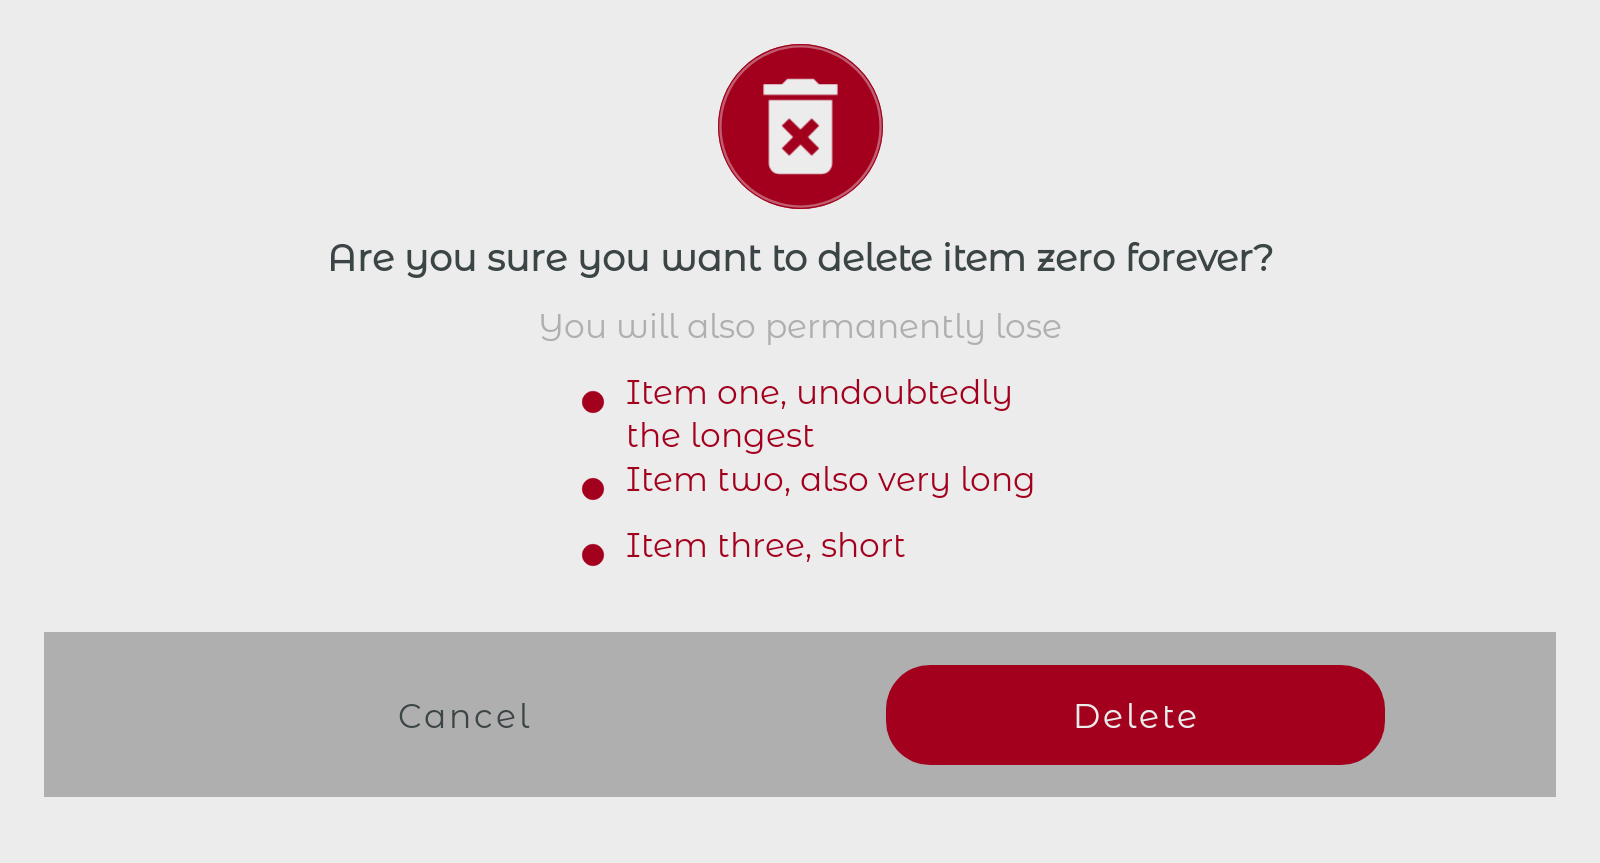 Are you sure you want to delete item zero forever?
You will also permanently lose
Item one, undoubtedly
the longest
Item two, also very long
Item three, short
Cancel
Delete